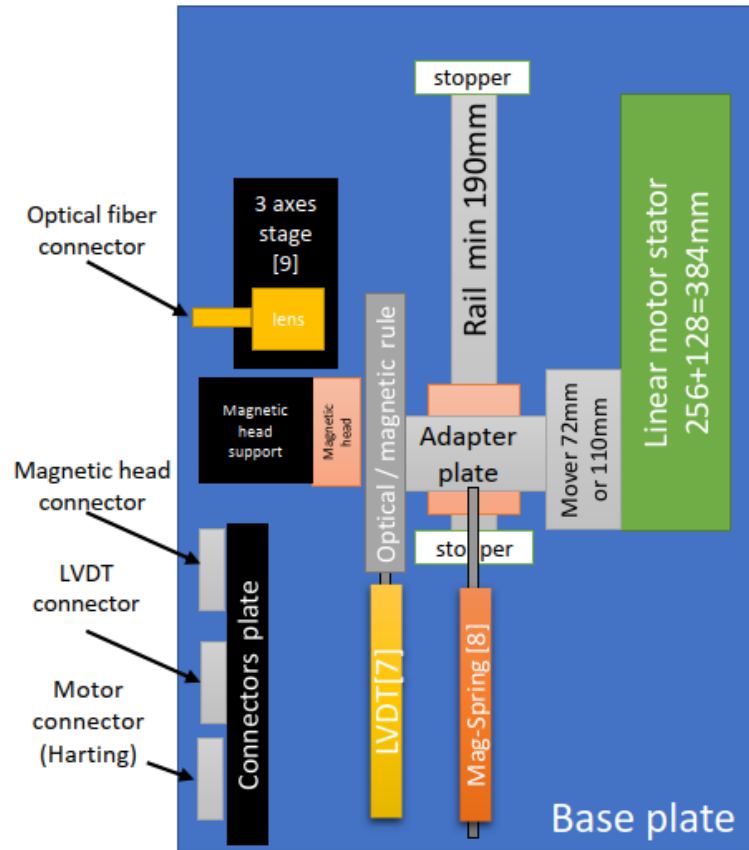 stopper
Rail min 190mm
Linear motor stator
256+128=384mm
3 axes
stage
[9]
Optical fiber
connector
lens
Optical / magnetic rule
Magnetic
head
support
Magnetic
head
Adapter
plate
Mover 72mm
or 110mm
Magnetic head
connector
stopper
LVDT
connector
Connectors plate
LVDT[7]
Mag-Spring [8]
Motor
connector
(Harting)
Base plate